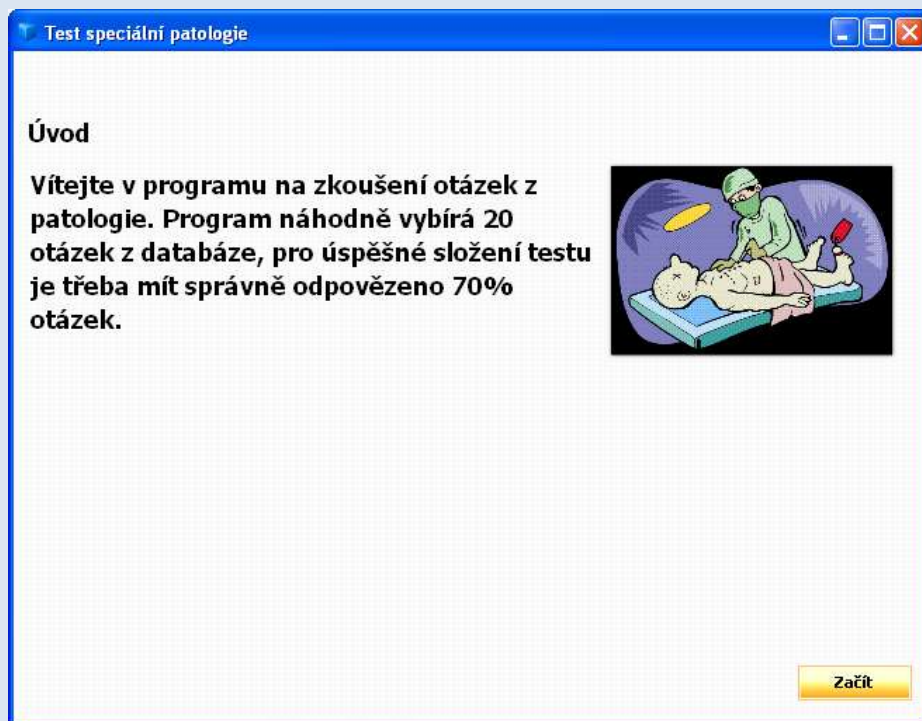 Test speciální patologie
Úvod
Vítejte v programu na zkoušení otázek z
patologie. Program náhodně vybírá 20
otázek z databáze, pro úspěšné složení testu
je třeba mít správně odpovězeno 70%
otázek.
Začít